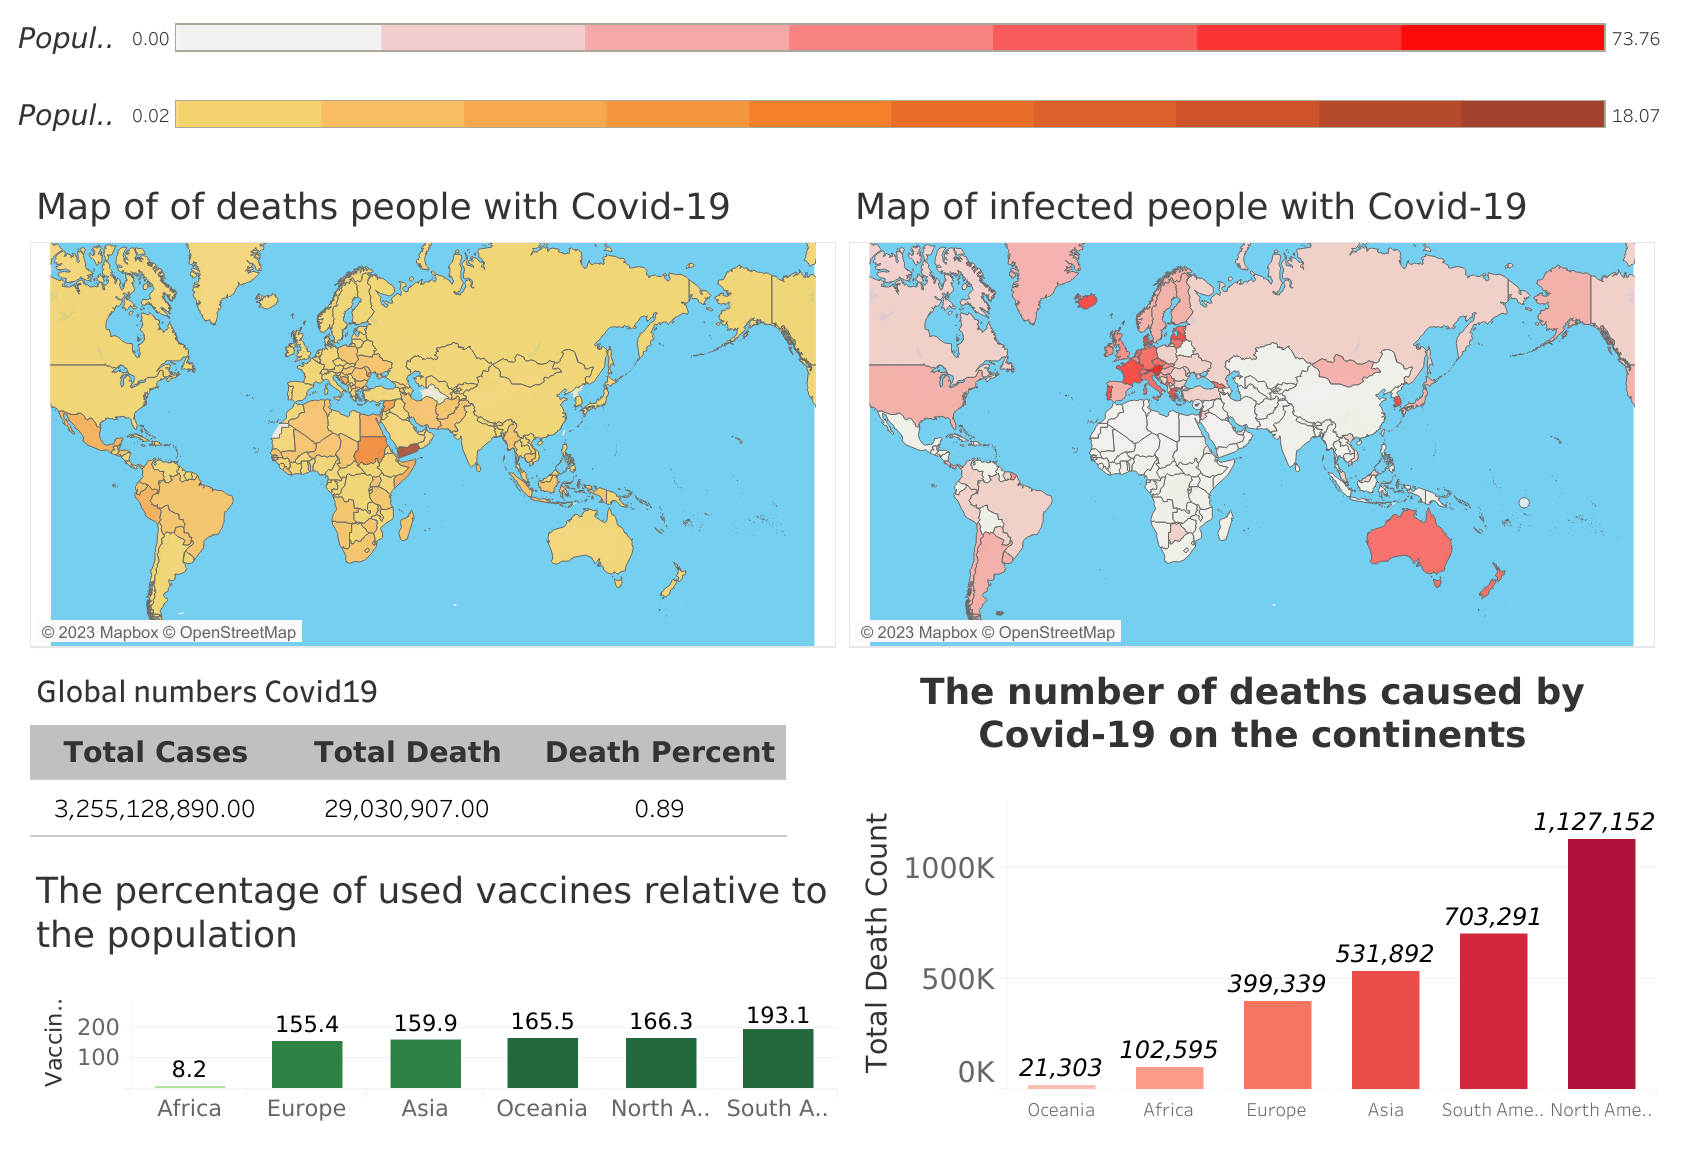 Popul.. 0.00 73.76
Popul.. 0.02 18.07
Map of of deaths people with Covid-19
© 2023 Mapbox © OpenStreetMap
Map of infected people with Covid-19
© 2023 Mapbox © OpenStreetMap
Global numbers Covid19
Total Cases Total Death Death Percent
3,255,128,890.00 29,030,907.00 0.89
The percentage of used vaccines relative to
the population
Vaccin..
200
100
8.2 155.4 159.9 165.5 166.3 193.1
Africa Europe Asia Oceania North A.. South A..
The number of deaths caused by
Covid-19 on the continents
Total Death Count
1000K
500K
0K
21,303 102,595 399,339 531,892 703,291 1,127,152
Oceania Africa Europe Asia South Ame.. North Ame..